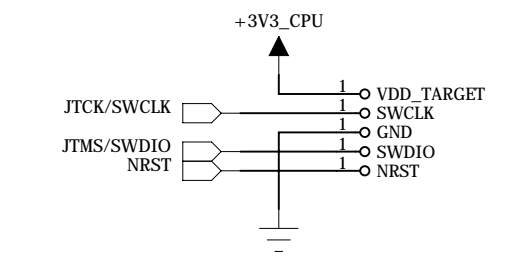 +3V3_CPU
1 VDD_TARGET
JTCK/SWCLK 1 SWCLK
1 GND
JTMS/SWDIO 1 SWDIO
NRST 1 NRST